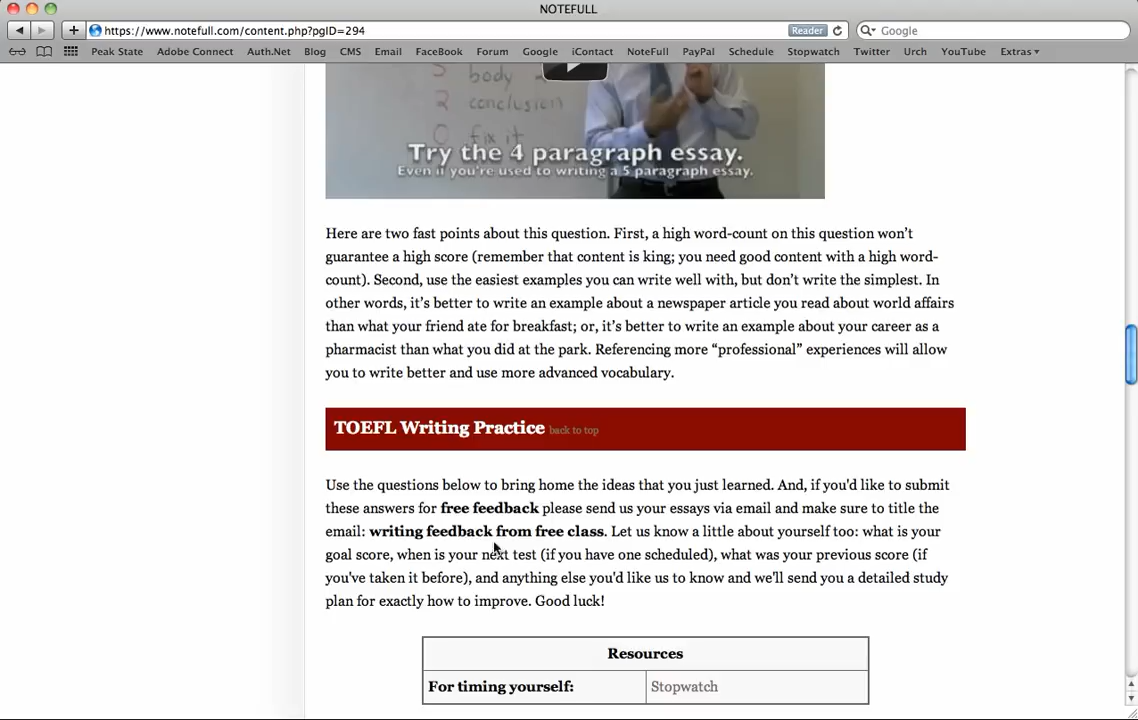 NOTEFULL
https://www.notefull.com/content.php?pgID=294
Reader
Google
Peak State Adobe Connect Auth.Net Blog CMS Email FaceBook Forum Google iContact NoteFull PayPal Schedule Stopwatch Twitter Urch YouTube Extras
5 body 2
2 conclusion
0 fix it
Try the 4 paragraph essay.
Even if you're used to writing a 5 paragraph essay.
Here are two fast points about this question. First, a high word-count on this question won't
guarantee a high score (remember that content is king; you need good content with a high word-
count). Second, use the easiest examples you can write well with, but don't write the simplest. In
other words, it's better to write an example about a newspaper article you read about world affairs
than what your friend ate for breakfast; or, it's better to write an example about your career as a
pharmacist than what you did at the park. Referencing more “professional” experiences will allow
you to write better and use more advanced vocabulary.
TOEFL Writing Practice back to top
Use the questions below to bring home the ideas that you just learned. And, if you'd like to submit
these answers for free feedback please send us your essays via email and make sure to title the
email: writing feedback from free class. Let us know a little about yourself too: what is your
goal score, when is your next test (if you have one scheduled), what was your previous score (if
you've taken it before), and anything else you'd like us to know and we'll send you a detailed study
plan for exactly how to improve. Good luck!
Resources
For timing yourself: Stopwatch